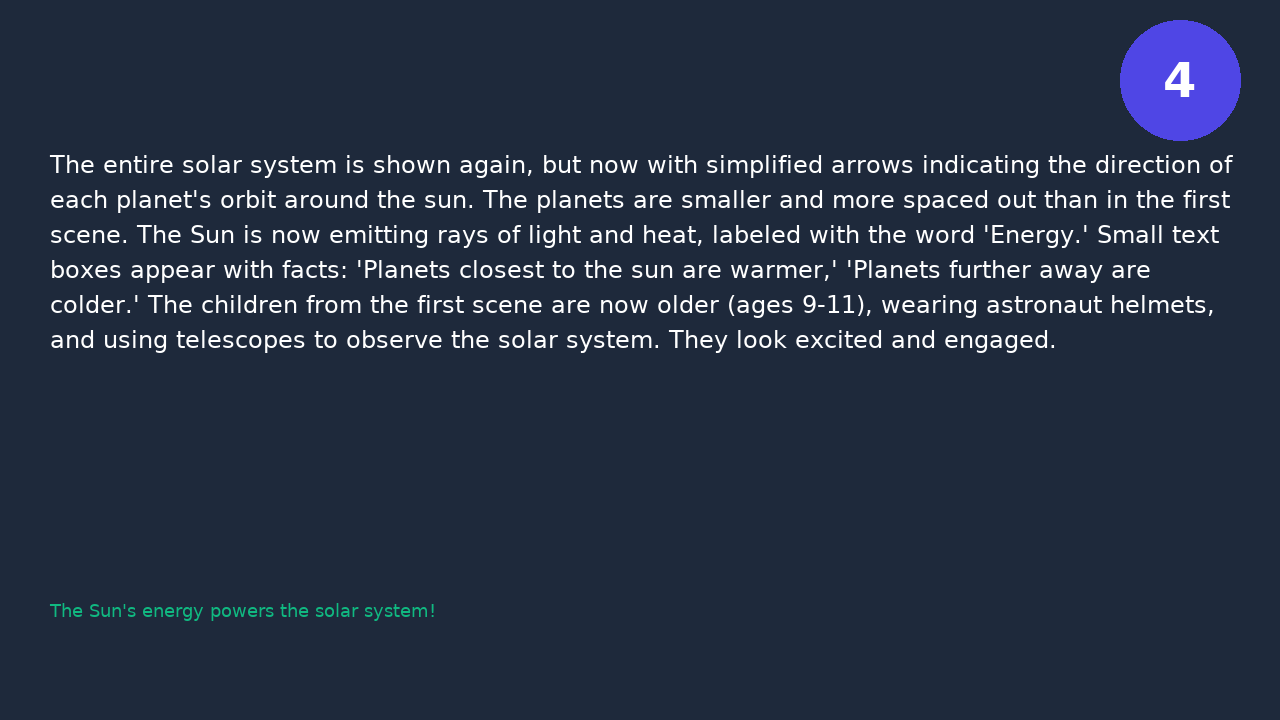 4
The entire solar system is shown again, but now with simplified arrows indicating the direction of
each planet's orbit around the sun. The planets are smaller and more spaced out than in the first
scene. The Sun is now emitting rays of light and heat, labeled with the word 'Energy.' Small text
boxes appear with facts: 'Planets closest to the sun are warmer,' 'Planets further away are
colder.' The children from the first scene are now older (ages 9-11), wearing astronaut helmets,
and using telescopes to observe the solar system. They look excited and engaged.
The Sun's energy powers the solar system!